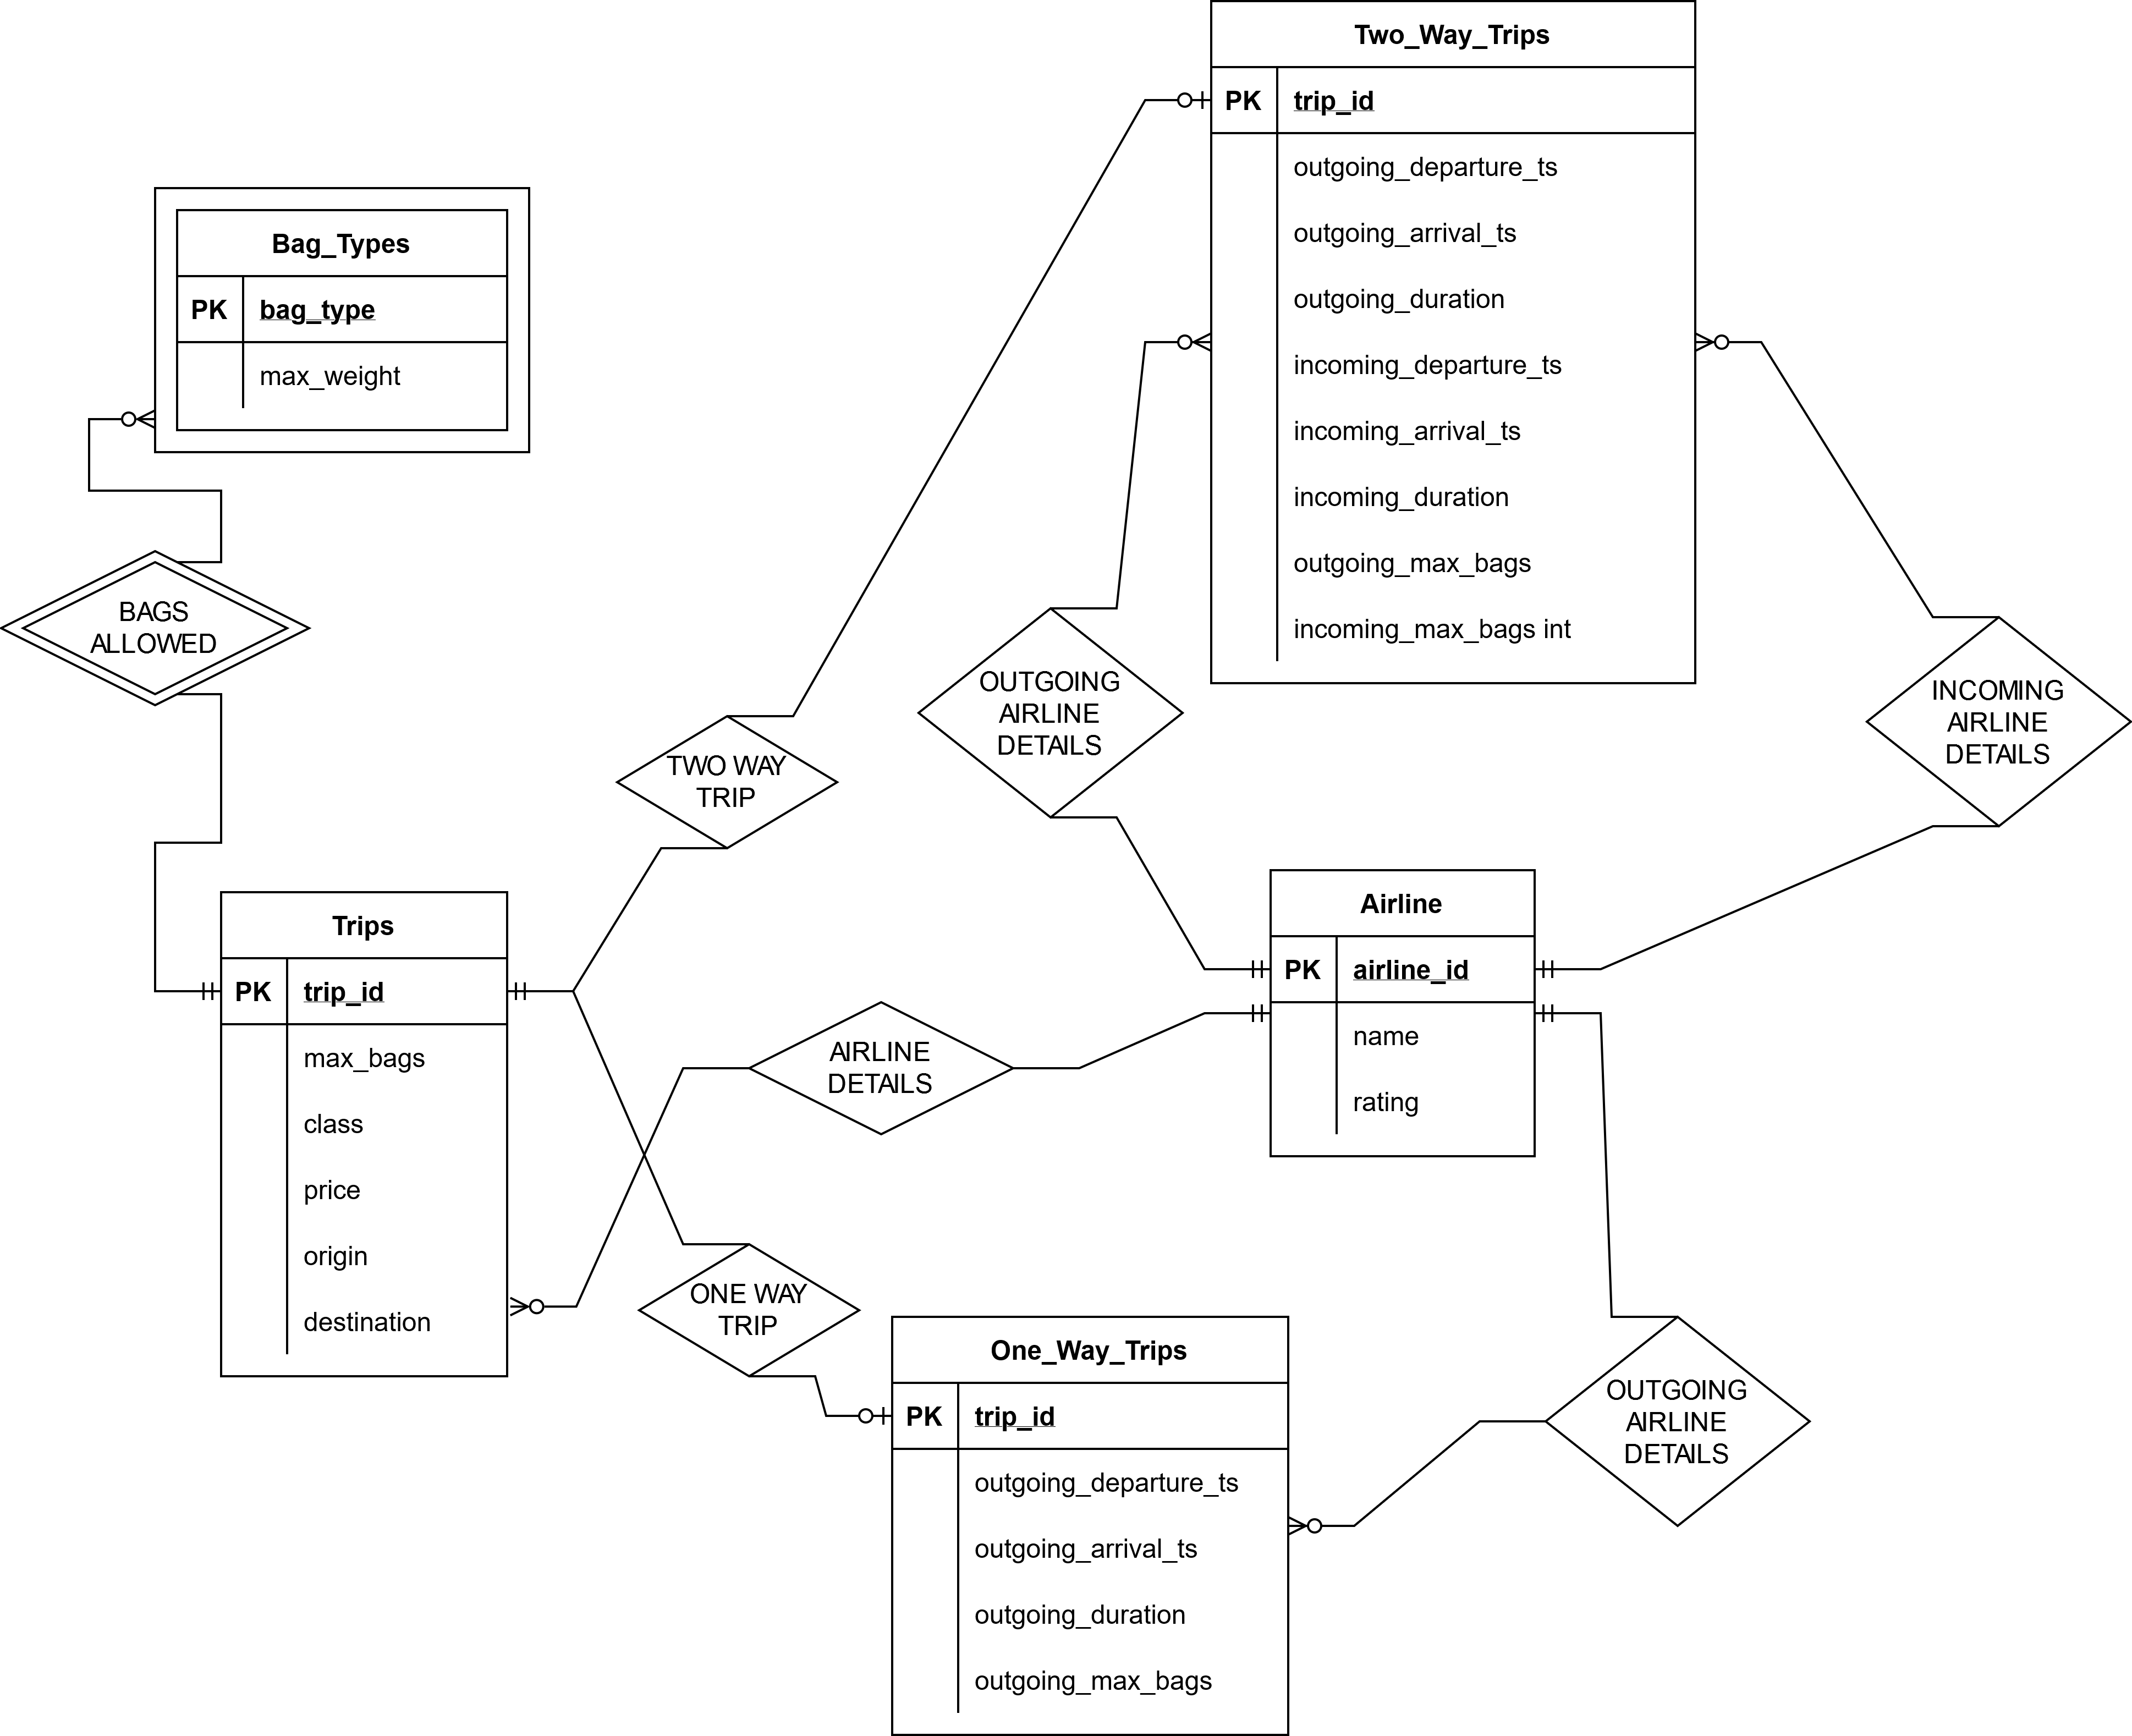 Two_Way_Trips
PK trip_id
outgoing_departure_ts
outgoing_arrival_ts
outgoing_duration
incoming_departure_ts
incoming_arrival_ts
incoming_duration
outgoing_max_bags
incoming_max_bags int
Bag_Types
PK bag_type
max_weight
BAGS
ALLOWED
OUTGOING
AIRLINE
DETAILS
INCOMING
AIRLINE
DETAILS
TWO WAY
TRIP
Trips
PK trip_id
max_bags
class
price
origin
destination
AIRLINE
DETAILS
Airline
PK airline_id
name
rating
ONE WAY
TRIP
One_Way_Trips
PK trip_id
outgoing_departure_ts
outgoing_arrival_ts
outgoing_duration
outgoing_max_bags
OUTGOING
AIRLINE
DETAILS